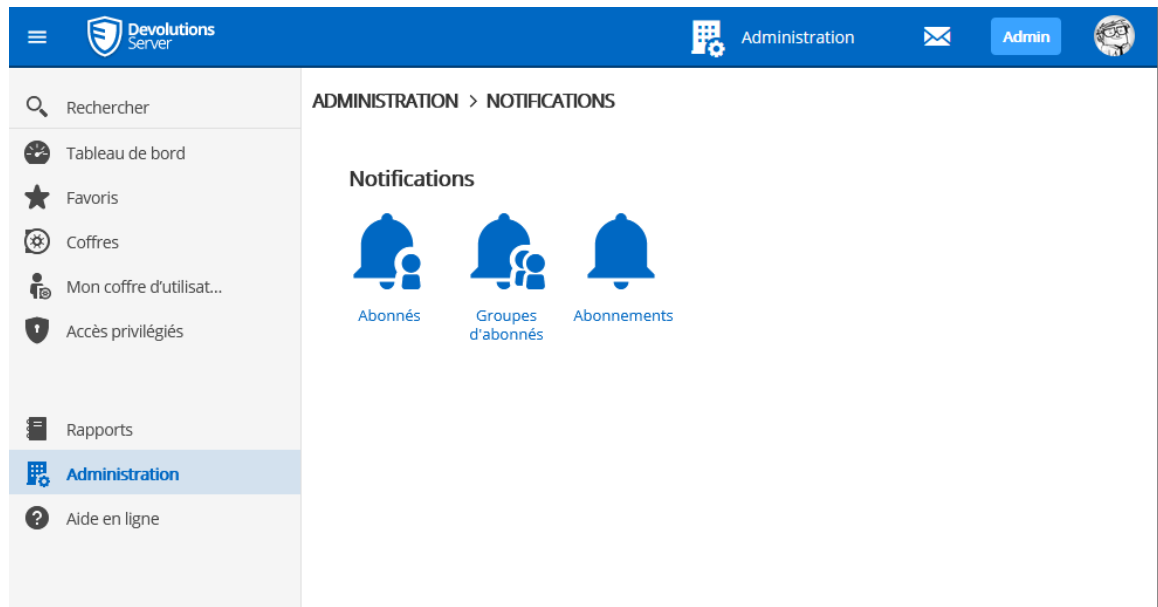 Devolutions
Server
Administration
Admin
Rechercher
Tableau de bord
Favoris
Coffres
Mon coffre d'utilisat...
Accès privilégiés
Rapports
Administration
Aide en ligne
ADMINISTRATION > NOTIFICATIONS
Notifications
Abonnés
Groupes
d'abonnés
Abonnements